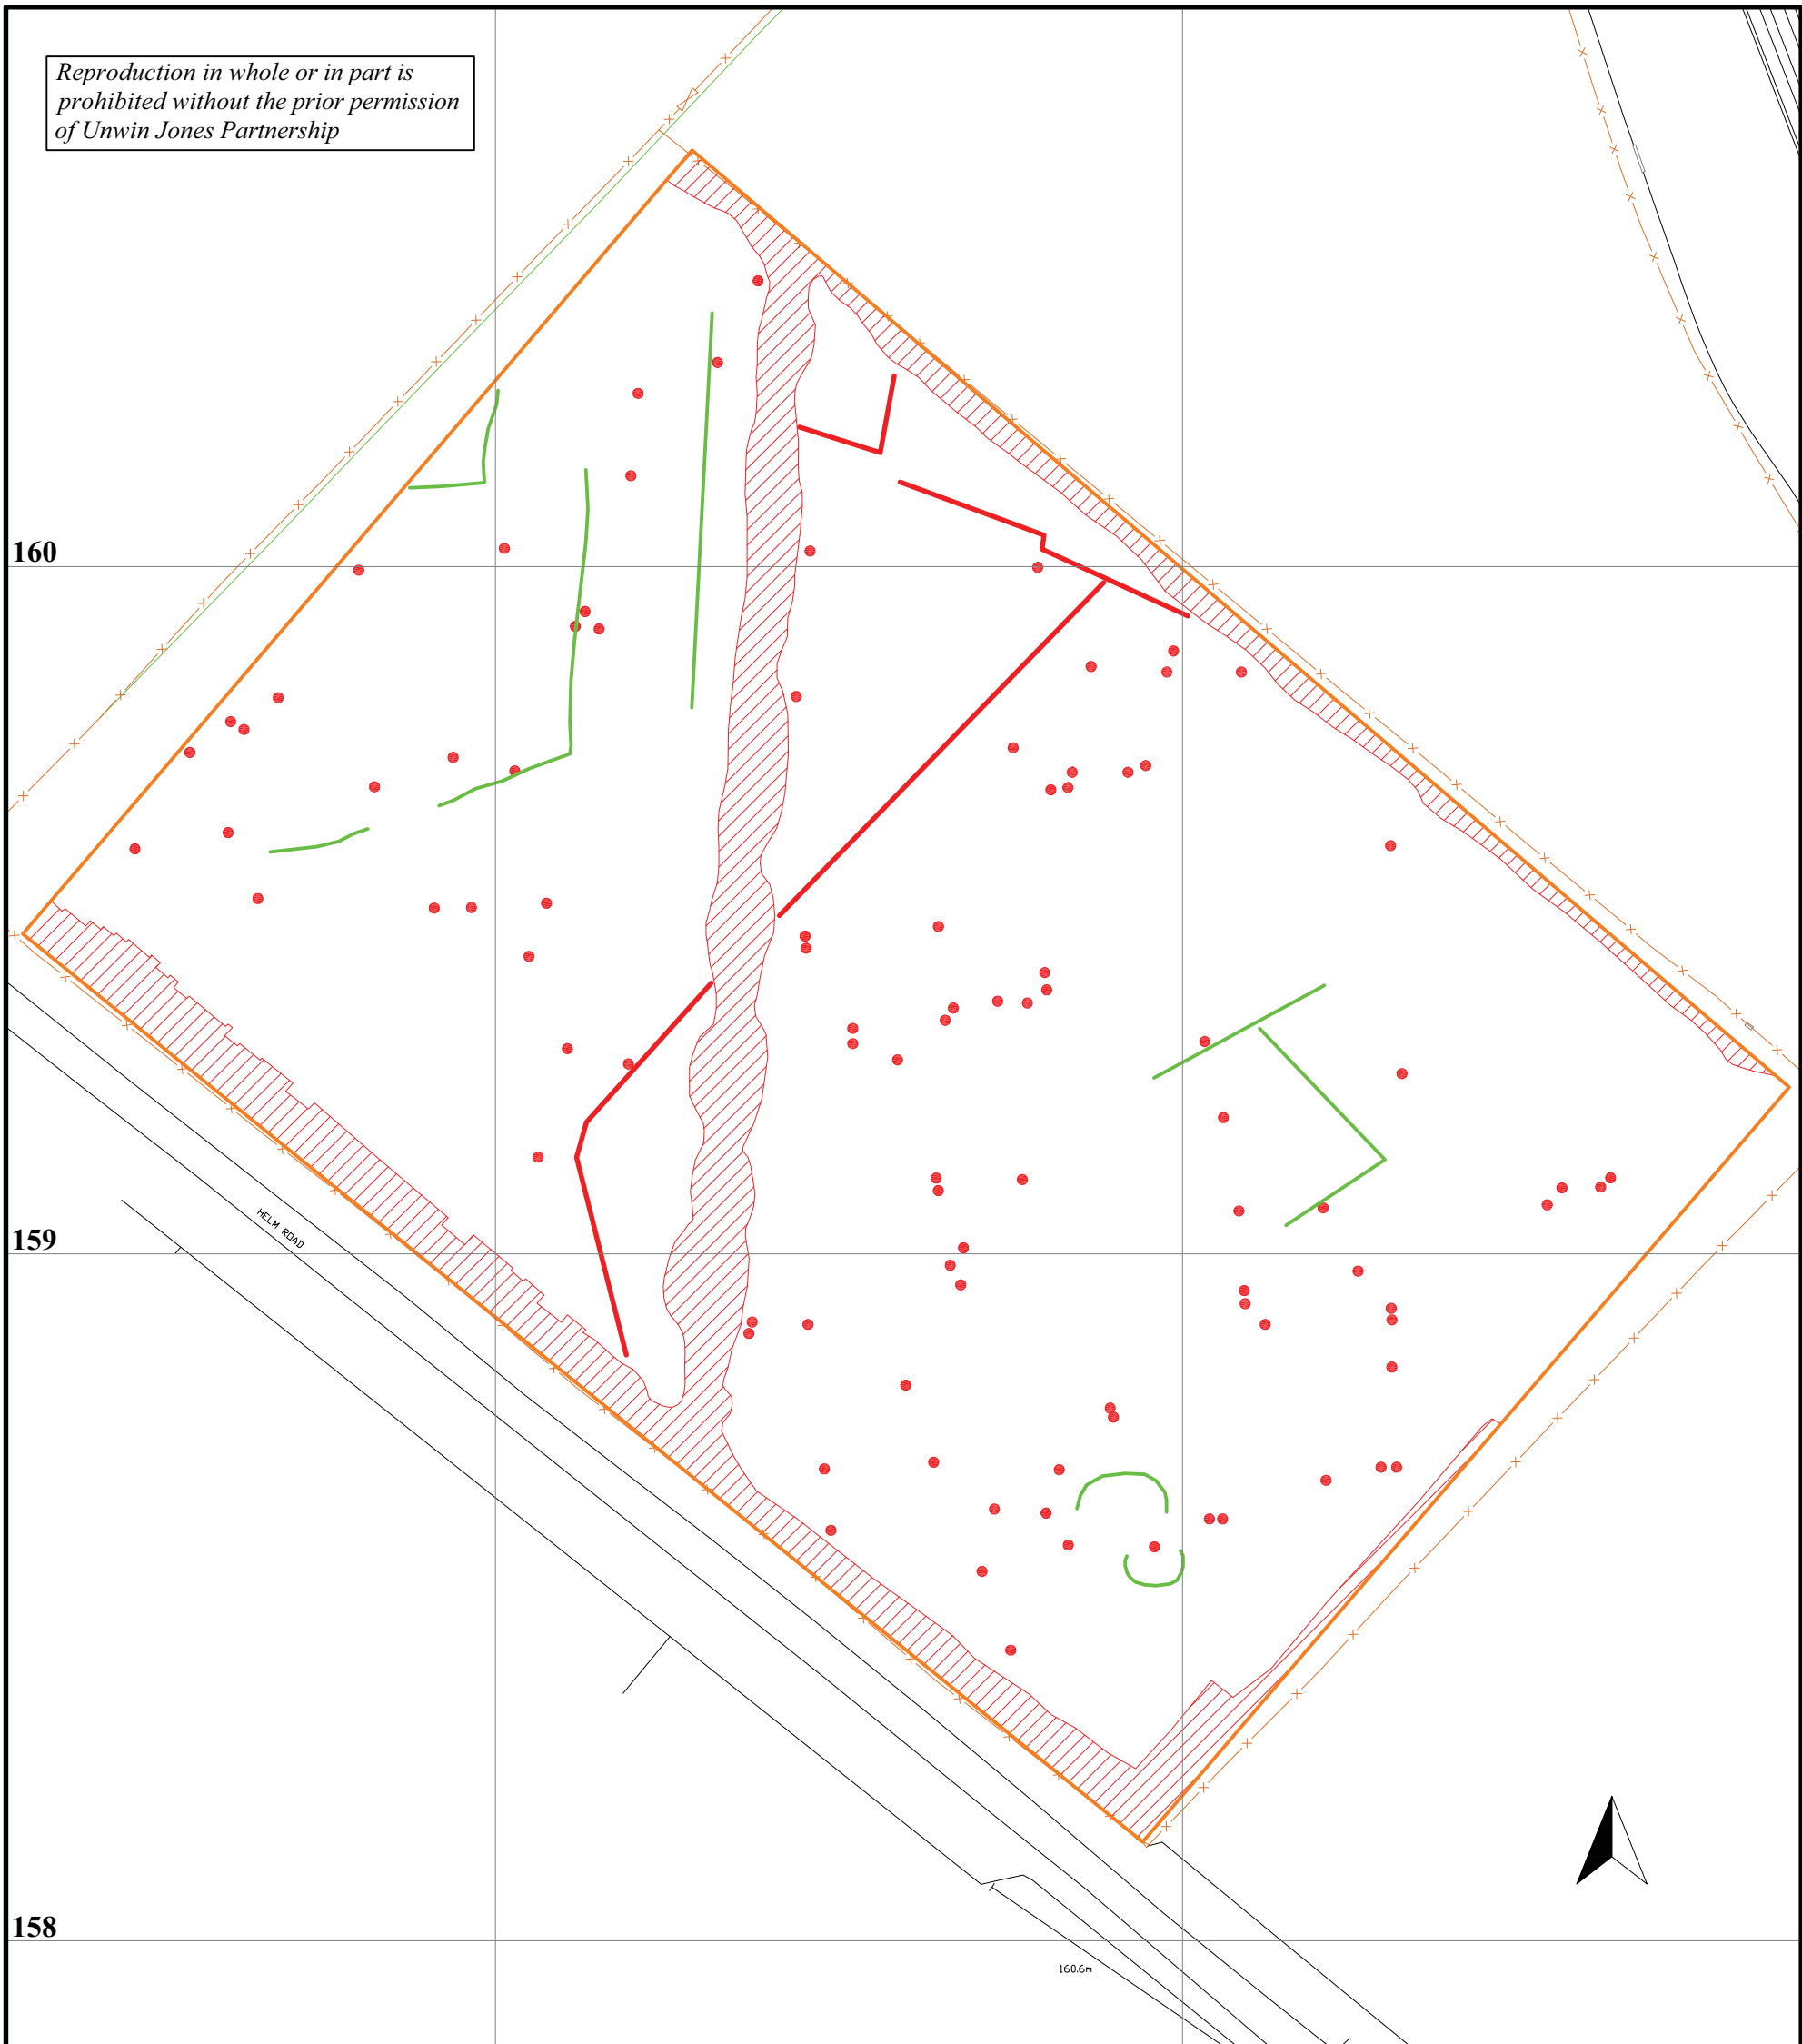 Reproduction in whole or in part is
prohibited without the prior permission
of Unwin Jones Partnership
160
159
HELM ROAD
158
160.6m